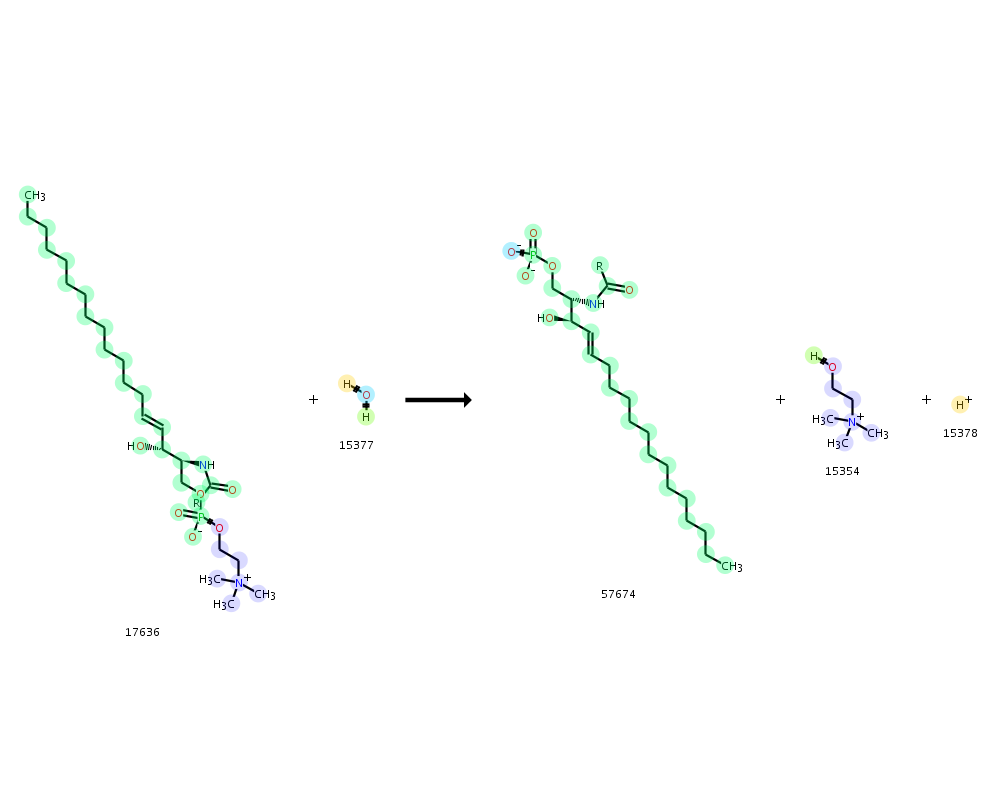 CH3
HO
NH
O
O
R
O
P
O
O
-
H3C
N
+
CH3
H3C
17636
+
H
O
H
15377
O
-
O
P
O
-
O
R
O
NH
HO
CH3
57674
+
H
O
H3C
N
+
CH3
H3C
15354
+
H+
15378